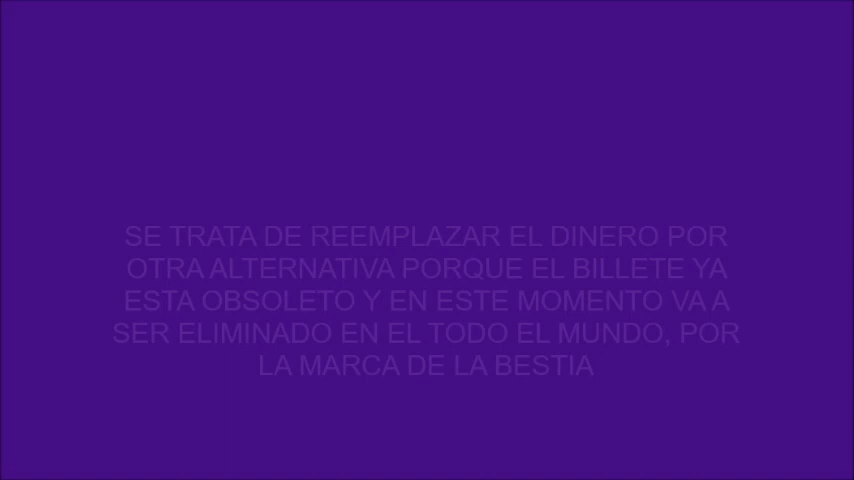 SE TRATA DE REEMPLAZAR EL DINERO POR
OTRA ALTERNATIVA PORQUE EL BILLETE YA
ESTA OBSOLETO Y EN ESTE MOMENTO VA A
SER ELIMINADO EN EL TODO EL MUNDO, POR
LA MARCA DE LA BESTIA